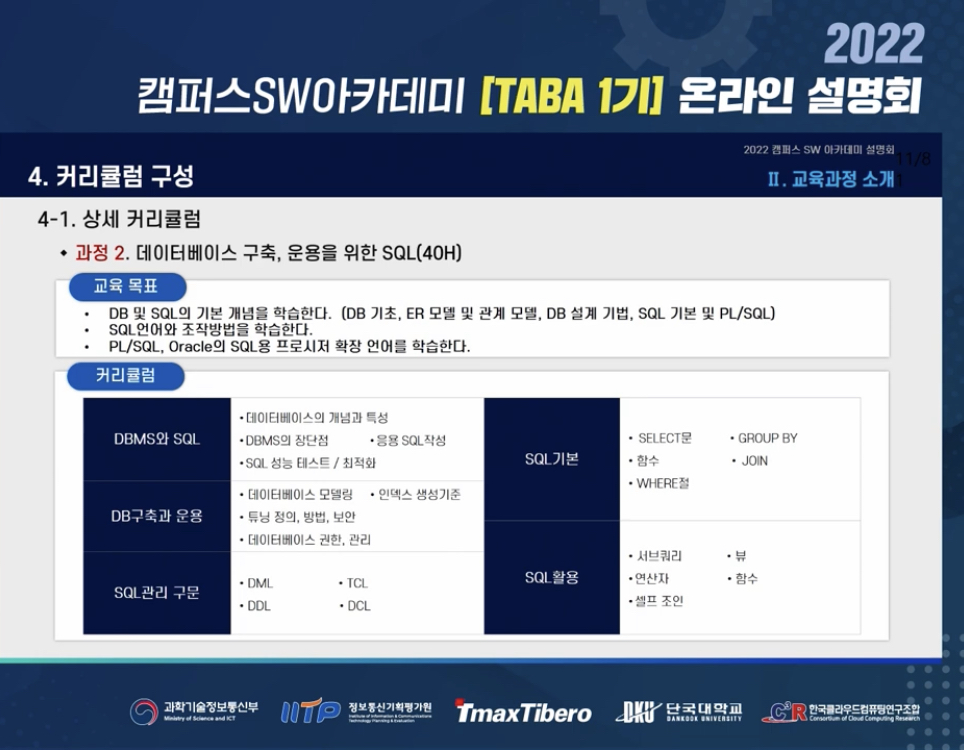 2022
캠퍼스SW아카데미 [TABA 1기] 온라인 설명회
2022 캠퍼스 SW 아카데미 설명회
11/8
4. 커리큘럼 구성
Ⅱ. 교육과정 소개
4-1. 상세 커리큘럼
◆ 과정 2. 데이터베이스 구축, 운용을 위한 SQL(40H)
교육 목표
• DB 및 SQL의 기본 개념을 학습한다. (DB 기초, ER 모델 및 관계 모델, DB 설계 기법, SQL 기본 및 PL/SQL)
• SQL언어와 조작방법을 학습한다.
• PL/SQL, Oracle의 SQL용 프로시저 확장 언어를 학습한다.
커리큘럼
DBMS와 SQL
•데이터베이스의 개념과 특성
•DBMS의 장단점 •응용 SQL작성
•SQL 성능 테스트 / 최적화
DB구축과 운용
• 데이터베이스 모델링 • 인덱스 생성기준
• 튜닝 정의, 방법, 보안
• 데이터베이스 권한, 관리
SQL관리 구문
• DML • TCL
• DDL • DCL
SQL기본
• SELECT문 • GROUP BY
• 함수 • JOIN
• WHERE절
SQL활용
• 서브쿼리 • 뷰
•연산자 • 함수
•셀프 조인
과학기술정보통신부
Ministry of Science and ICT
IITP 정보통신기획평가원
Institute of Information & Communications
Technology Planning & Evaluation
TmaxTibero
DKU 단국대학교
DANKOOK UNIVERSITY
C3R 한국클라우드컴퓨팅연구조합
Consortium of Cloud Computing Research